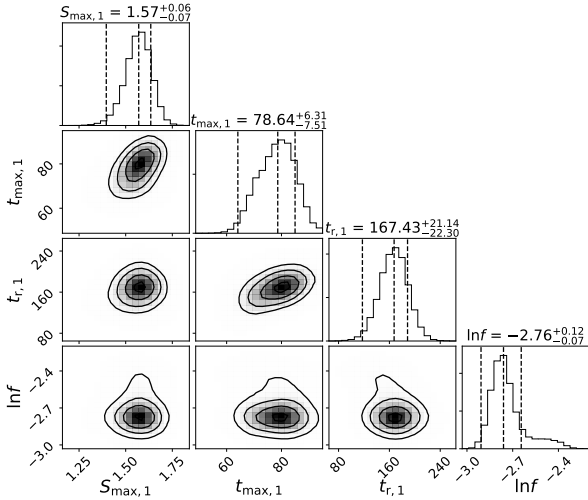 S_max, 1 = 1.57 +0.06 −0.07
t_max, 1 = 78.64 +6.31 −7.51
80
60
t_max, 1
t_r, 1 = 167.43 +21.14 −22.30
240
160
80
t_r, 1
lnf = −2.76 +0.12 −0.07
−2.4
−2.7
−3.0
lnf
1.25 1.50 1.75
60 80
80 160 240
−3.0 −2.7 −2.4
S_max, 1
t_max, 1
t_r, 1
lnf